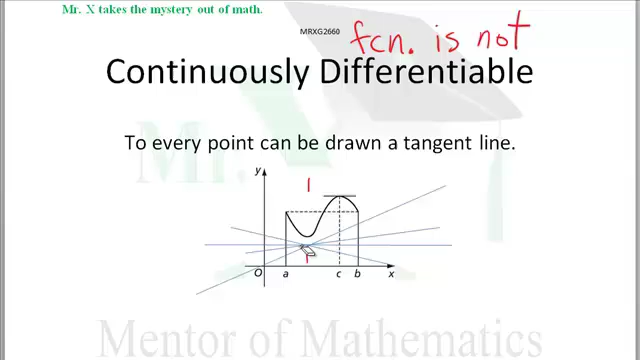 Mr. X takes the mystery out of math.
MRXG2660
fcn. is not
Continuously Differentiable
To every point can be drawn a tangent line.
y
O a c b x
Mr. X
Mentor of Mathematics